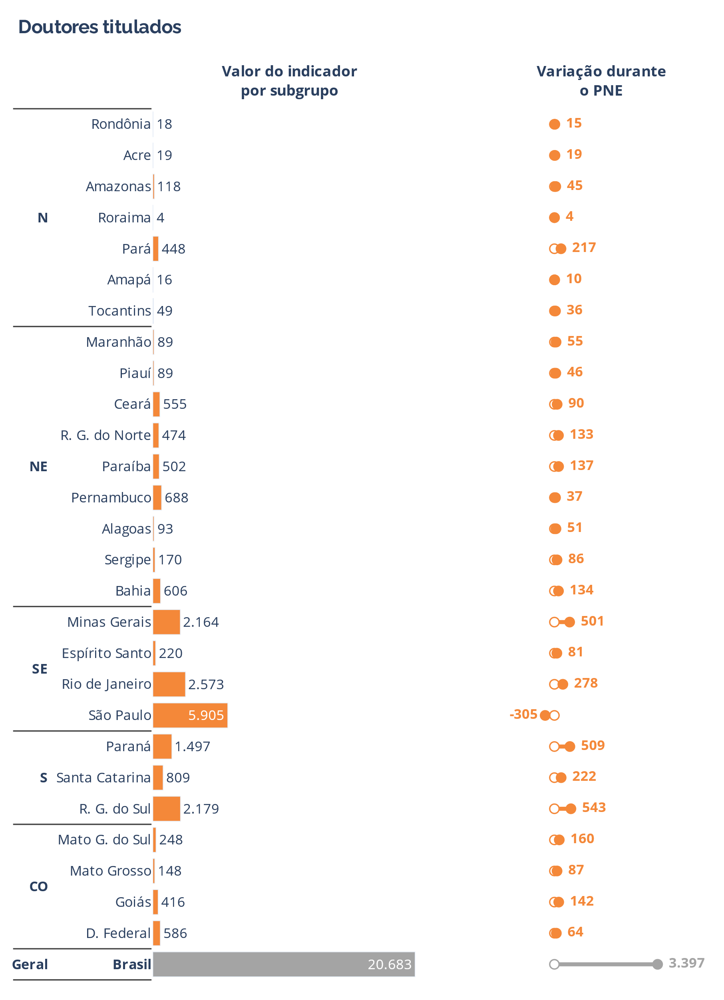 Doutores titulados
Valor do indicador
por subgrupo
Variação durante
o PNE
Rondônia 18 15
Acre 19 19
Amazonas 118 45
N Roraima 4 4
Pará 448 217
Amapá 16 10
Tocantins 49 36
Maranhão 89 55
Piauí 89 46
Ceará 555 90
R. G. do Norte 474 133
NE Paraíba 502 137
Pernambuco 688 37
Alagoas 93 51
Sergipe 170 86
Bahia 606 134
Minas Gerais 2.164 501
Espírito Santo 220 81
SE
Rio de Janeiro 2.573 278
São Paulo 5.905 -305
Paraná 1.497 509
S Santa Catarina 809 222
R. G. do Sul 2.179 543
Mato G. do Sul 248 160
Mato Grosso 148 87
CO
Goiás 416 142
D. Federal 586 64
Geral Brasil 20.683 3.397